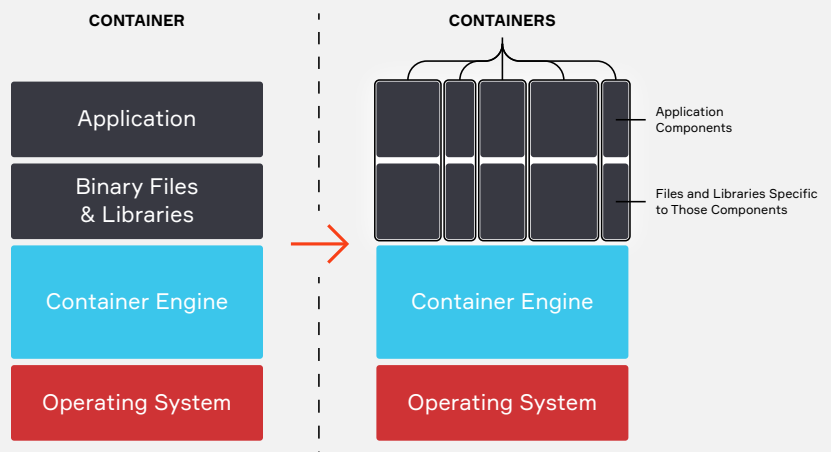 CONTAINER
Application
Binary Files
& Libraries
Container Engine
Operating System
CONTAINERS
Application
Components
Files and Libraries Specific
to Those Components
Container Engine
Operating System